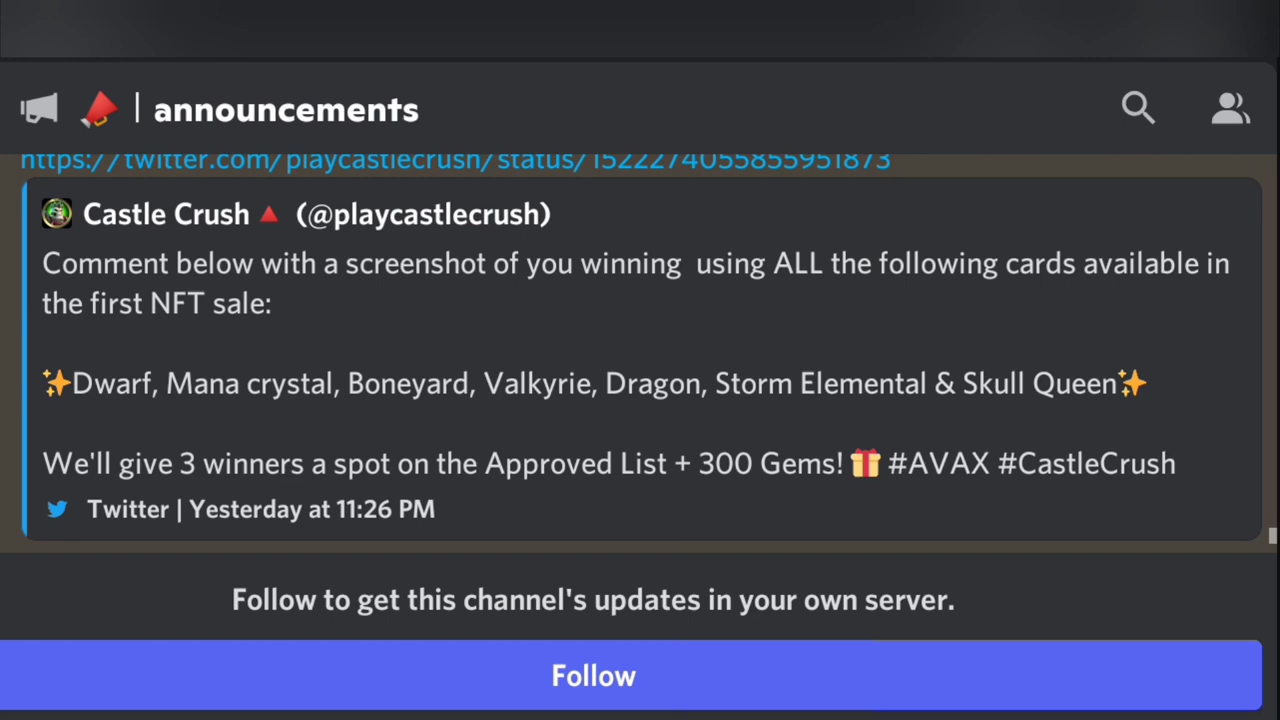 | announcements
https://twitter.com/playcastlecrush/status/1522274055855951873
Castle Crush🔺 (@playcastlecrush)
Comment below with a screenshot of you winning  using ALL the following cards available in
the first NFT sale:
✨Dwarf, Mana crystal, Boneyard, Valkyrie, Dragon, Storm Elemental & Skull Queen✨
We'll give 3 winners a spot on the Approved List + 300 Gems!🎁#AVAX #CastleCrush
Twitter | Yesterday at 11:26 PM
Follow to get this channel's updates in your own server.
Follow